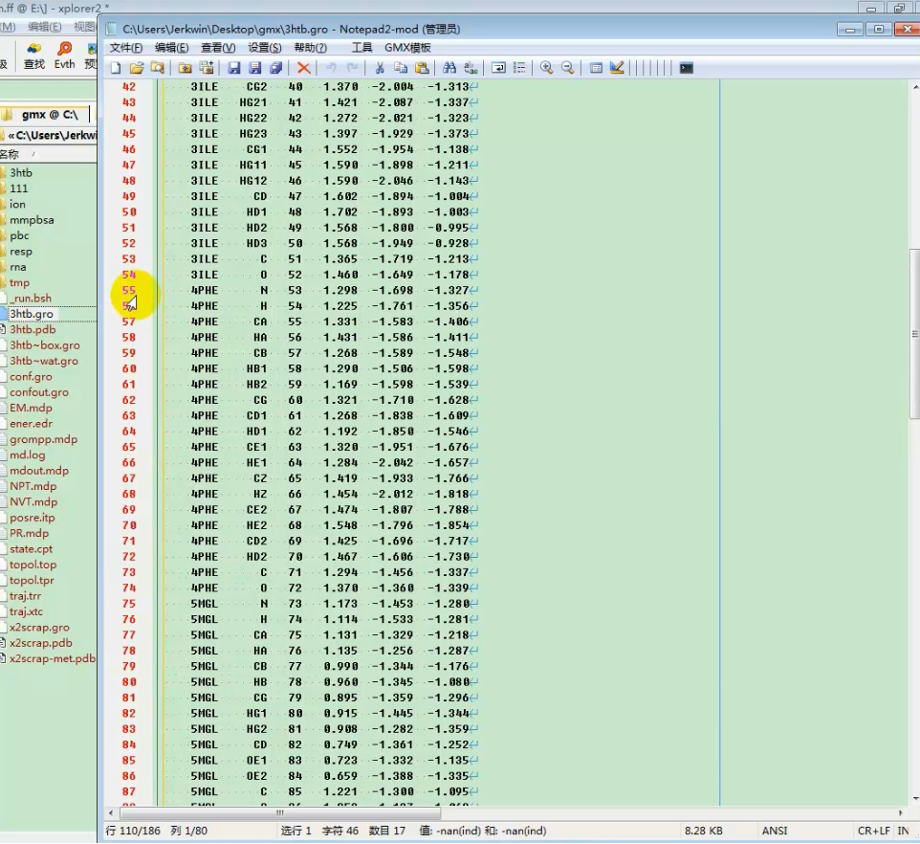 n.ff @ E:\] - xplorer2 *
(M) 编辑(E) 视图
查找 Evth 预
gmx @ C:\
«C:\Users\Jerkwi
名称
3htb
111
ion
mmpbsa
pbc
resp
rna
tmp
_run.bsh
3htb.gro
3htb.pdb
3htb~box.gro
3htb~wat.gro
conf.gro
confout.gro
EM.mdp
ener.edr
grompp.mdp
md.log
mdout.mdp
NPT.mdp
NVT.mdp
posre.itp
PR.mdp
state.cpt
topol.top
topol.tpr
traj.trr
traj.xtc
x2scrap.gro
x2scrap.pdb
x2scrap-met.pdb
C:\Users\Jerkwin\Desktop\gmx\3htb.gro - Notepad2-mod (管理员)
文件(F) 编辑(E) 查看(V) 设置(S) 帮助(?) 工具 GMX模板
42 3ILE CG2 40 1.370 -2.004 -1.313
43 3ILE HG21 41 1.421 -2.087 -1.337
44 3ILE HG22 42 1.272 -2.021 -1.323
45 3ILE HG23 43 1.397 -1.929 -1.373
46 3ILE CG1 44 1.552 -1.954 -1.138
47 3ILE HG11 45 1.590 -1.898 -1.211
48 3ILE HG12 46 1.590 -2.046 -1.143
49 3ILE CD 47 1.602 -1.894 -1.004
50 3ILE HD1 48 1.702 -1.893 -1.003
51 3ILE HD2 49 1.568 -1.800 -0.995
52 3ILE HD3 50 1.568 -1.949 -0.928
53 3ILE C 51 1.365 -1.719 -1.213
54 3ILE O 52 1.460 -1.649 -1.178
55 4PHE N 53 1.298 -1.698 -1.327
4PHE H 54 1.225 -1.761 -1.356
57 4PHE CA 55 1.331 -1.583 -1.406
58 4PHE HA 56 1.431 -1.586 -1.411
59 4PHE CB 57 1.268 -1.589 -1.548
60 4PHE HB1 58 1.290 -1.506 -1.598
61 4PHE HB2 59 1.169 -1.598 -1.539
62 4PHE CG 60 1.321 -1.710 -1.628
63 4PHE CD1 61 1.268 -1.838 -1.609
64 4PHE HD1 62 1.192 -1.850 -1.546
65 4PHE CE1 63 1.320 -1.951 -1.676
66 4PHE HE1 64 1.284 -2.042 -1.657
67 4PHE CZ 65 1.419 -1.933 -1.766
68 4PHE HZ 66 1.454 -2.012 -1.818
69 4PHE CE2 67 1.474 -1.807 -1.788
70 4PHE HE2 68 1.548 -1.796 -1.854
71 4PHE CD2 69 1.425 -1.696 -1.717
72 4PHE HD2 70 1.467 -1.606 -1.730
73 4PHE C 71 1.294 -1.456 -1.337
74 4PHE O 72 1.370 -1.360 -1.339
75 5MGL N 73 1.173 -1.453 -1.280
76 5MGL H 74 1.114 -1.533 -1.281
77 5MGL CA 75 1.131 -1.329 -1.218
78 5MGL HA 76 1.135 -1.256 -1.287
79 5MGL CB 77 0.990 -1.344 -1.176
80 5MGL HB 78 0.960 -1.345 -1.080
81 5MGL CG 79 0.895 -1.359 -1.296
82 5MGL HG1 80 0.915 -1.445 -1.344
83 5MGL HG2 81 0.908 -1.282 -1.359
84 5MGL CD 82 0.749 -1.361 -1.252
85 5MGL OE1 83 0.723 -1.332 -1.135
86 5MGL OE2 84 0.659 -1.388 -1.335
87 5MGL C 85 1.221 -1.300 -1.095
行 110/186 列 1/80 选行 1 字符 46 数目 17 值: -nan(ind) 和: -nan(ind) 8.28 KB ANSI CR+LF IN